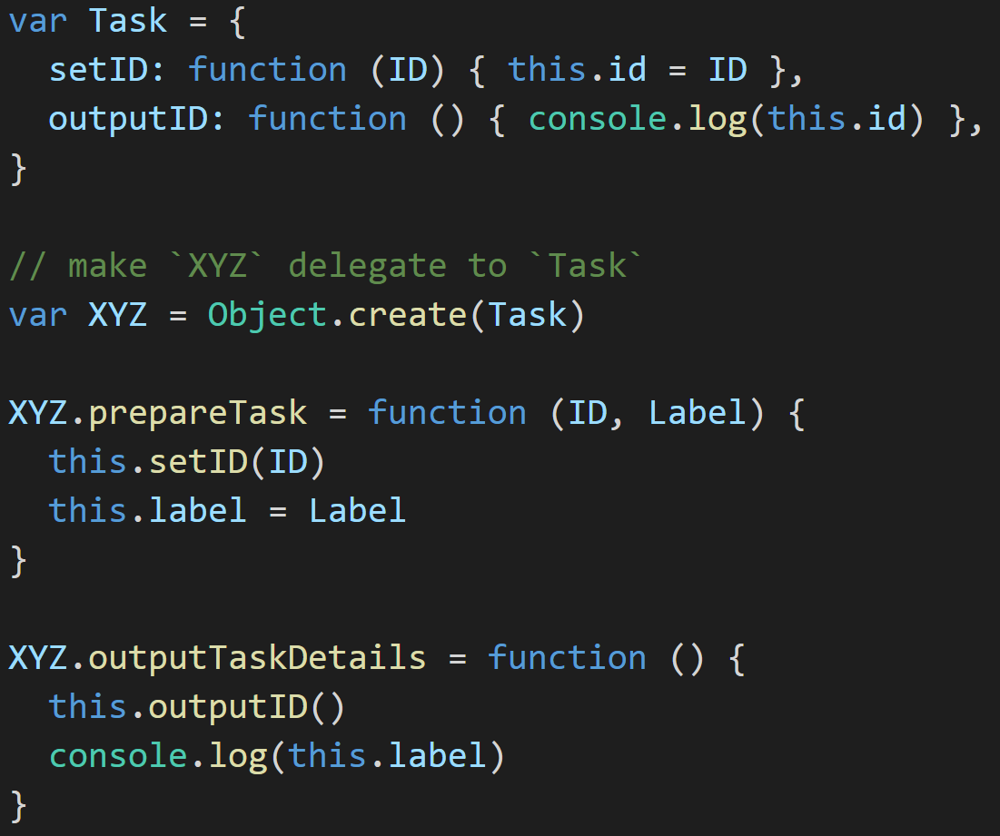 var Task = {
  setID: function (ID) { this.id = ID },
  outputID: function () { console.log(this.id) },
}

// make `XYZ` delegate to `Task`
var XYZ = Object.create(Task)

XYZ.prepareTask = function (ID, Label) {
  this.setID(ID)
  this.label = Label
}

XYZ.outputTaskDetails = function () {
  this.outputID()
  console.log(this.label)
}